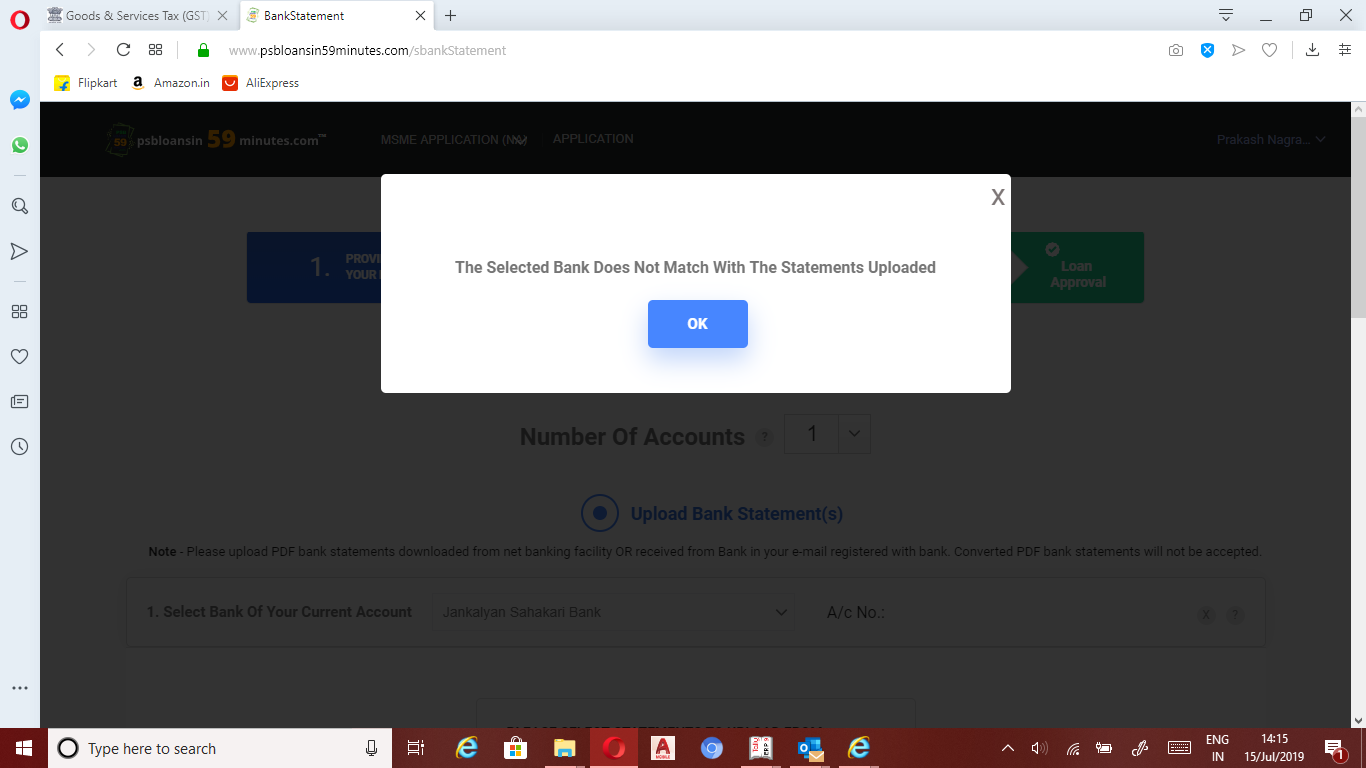 Goods & Services Tax (GST)
BankStatement
www.psbloansin59minutes.com/sbankStatement
Flipkart
Amazon.in
AliExpress
59 psbloansin 59 minutes.com™
MSME APPLICATION
APPLICATION
Prakash Nagra...
X
1.
PROVI
YOUR
The Selected Bank Does Not Match With The Statements Uploaded
OK
Loan
Approval
Number Of Accounts ? 1
Upload Bank Statement(s)
Note - Please upload PDF bank statements downloaded from net banking facility OR received from Bank in your e-mail registered with bank. Converted PDF bank statements will not be accepted.
1. Select Bank Of Your Current Account Jankalyan Sahakari Bank A/c No.: X ?
Type here to search
ENG
IN
14:15
15/Jul/2019
1